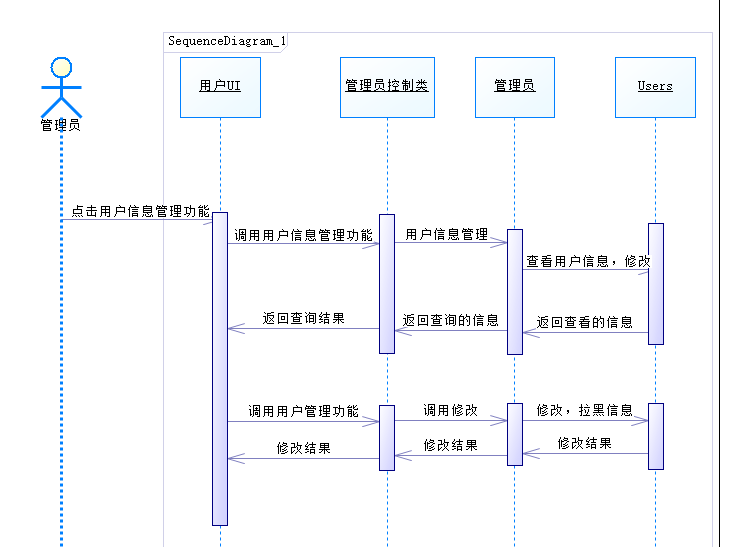 SequenceDiagram_1
用户UI
管理员控制类
管理员
Users
管理员
点击用户信息管理功能
调用用户信息管理功能
用户信息管理
查看用户信息，修改
返回查询结果
返回查询的信息
返回查看的信息
调用用户管理功能
调用修改
修改，拉黑信息
修改结果
修改结果
修改结果